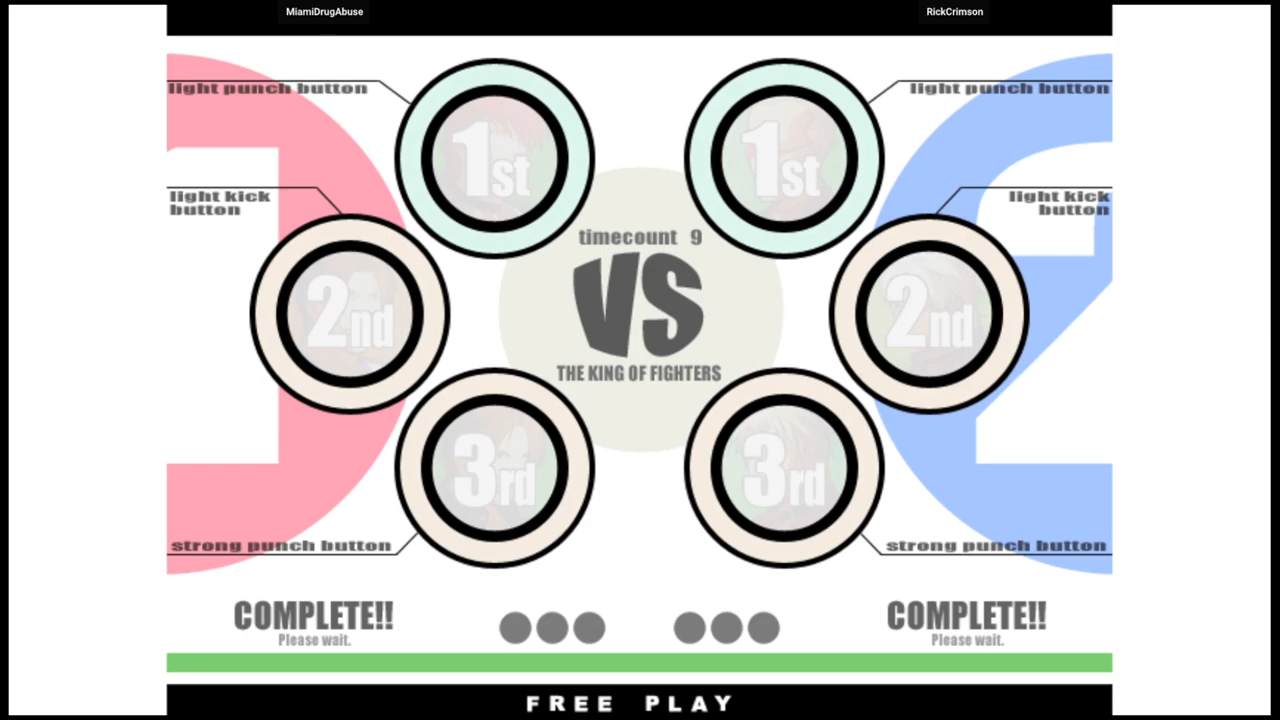 MiamiDrugAbuse
RickCrimson
light punch button
light punch button
1st
1st
light kick
button
light kick
button
timecount 9
VS
2nd
2nd
THE KING OF FIGHTERS
3rd
3rd
strong punch button
strong punch button
COMPLETE!!
Please wait.
COMPLETE!!
Please wait.
FREE PLAY